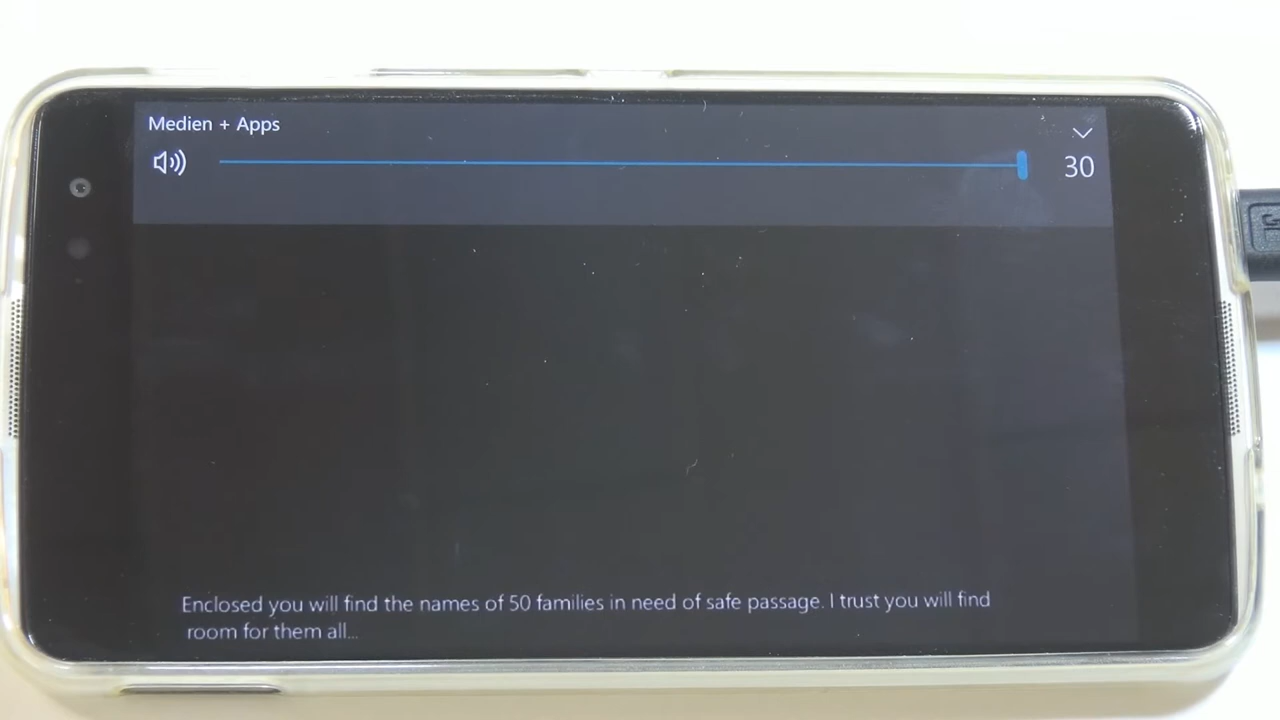 Medien + Apps
30
Enclosed you will find the names of 50 families in need of safe passage. I trust you will find
room for them all...